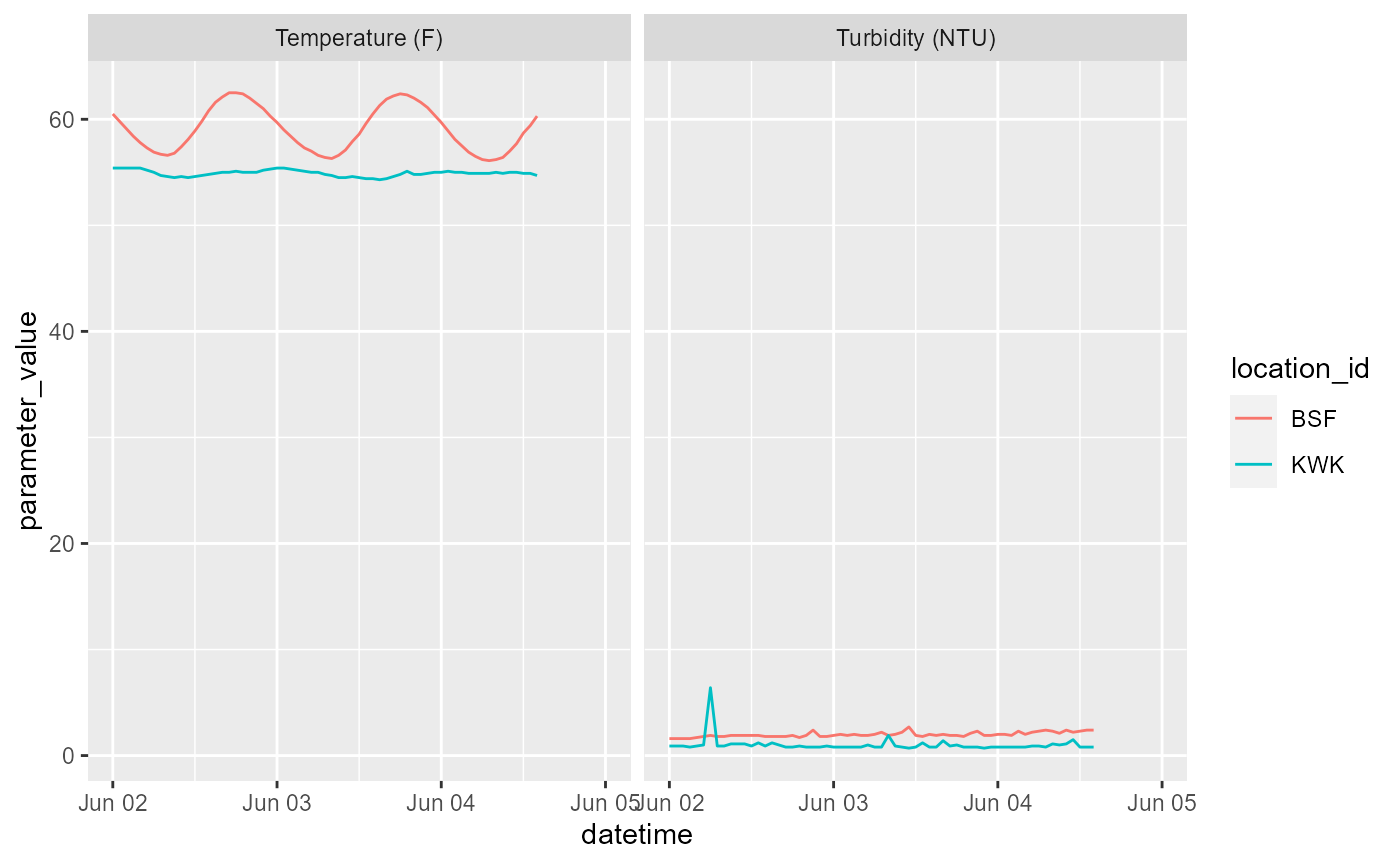 Temperature (F)
Turbidity (NTU)
parameter_value
60
40
20
0
Jun 02
Jun 03
Jun 04
Jun 05
Jun 02
Jun 03
Jun 04
Jun 05
datetime
location_id
BSF
KWK